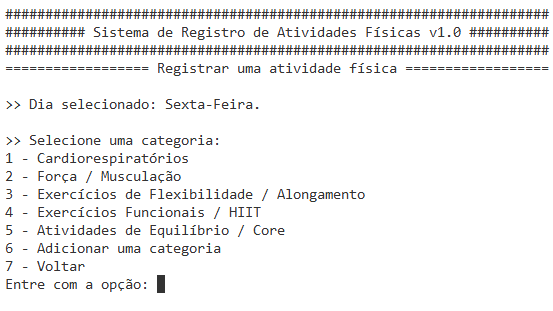 ####################################################################
########## Sistema de Registro de Atividades Físicas v1.0 ##########
####################################################################
================== Registrar uma atividade física ==================
>> Dia selecionado: Sexta-Feira.
>> Selecione uma categoria:
1 - Cardiorespiratórios
2 - Força / Musculação
3 - Exercícios de Flexibilidade / Alongamento
4 - Exercícios Funcionais / HIIT
5 - Atividades de Equilíbrio / Core
6 - Adicionar uma categoria
7 - Voltar
Entre com a opção: